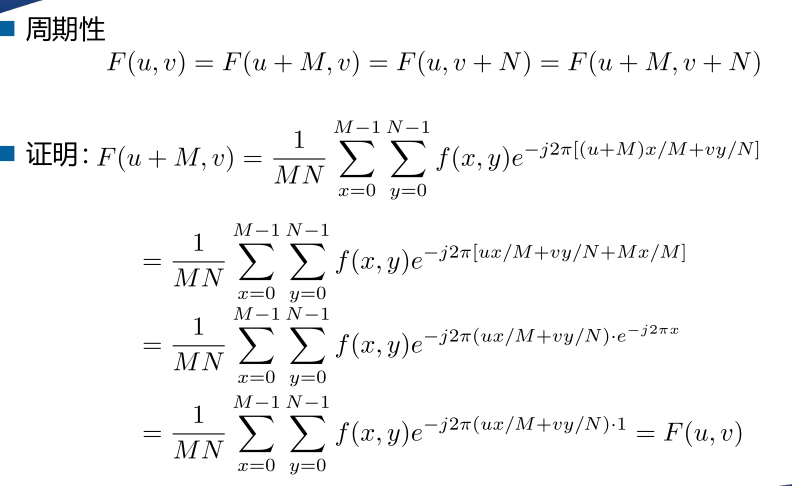 周期性
F(u, v) = F(u + M, v) = F(u, v + N) = F(u + M, v + N)
证明：F(u + M, v) = \frac{1}{MN} \sum_{x=0}^{M-1} \sum_{y=0}^{N-1} f(x, y)e^{-j2\pi[(u+M)x/M+vy/N]}
= \frac{1}{MN} \sum_{x=0}^{M-1} \sum_{y=0}^{N-1} f(x, y)e^{-j2\pi[ux/M+vy/N+Mx/M]}
= \frac{1}{MN} \sum_{x=0}^{M-1} \sum_{y=0}^{N-1} f(x, y)e^{-j2\pi(ux/M+vy/N)\cdot e^{-j2\pi x}}
= \frac{1}{MN} \sum_{x=0}^{M-1} \sum_{y=0}^{N-1} f(x, y)e^{-j2\pi(ux/M+vy/N)\cdot 1} = F(u, v)